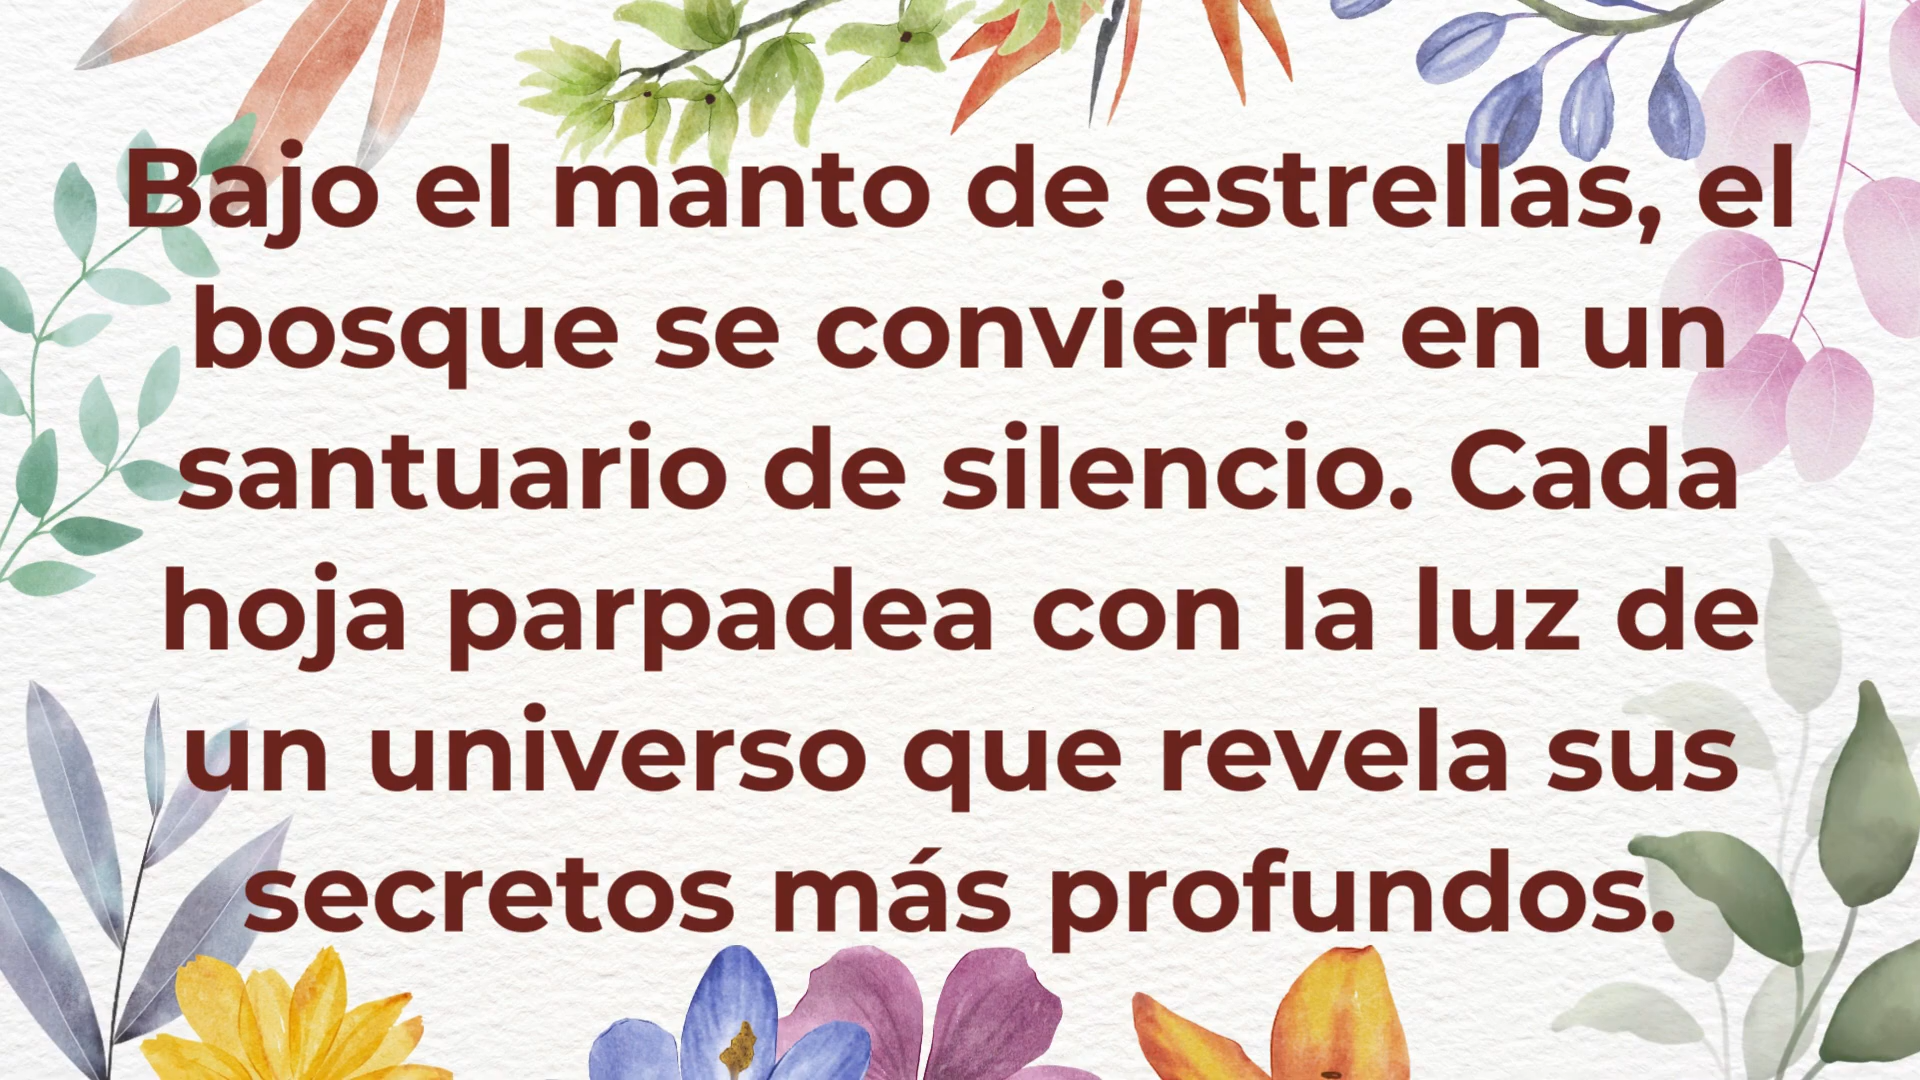 Bajo el manto de estrellas, el
bosque se convierte en un
santuario de silencio. Cada
hoja parpadea con la luz de
un universo que revela sus
secretos más profundos.